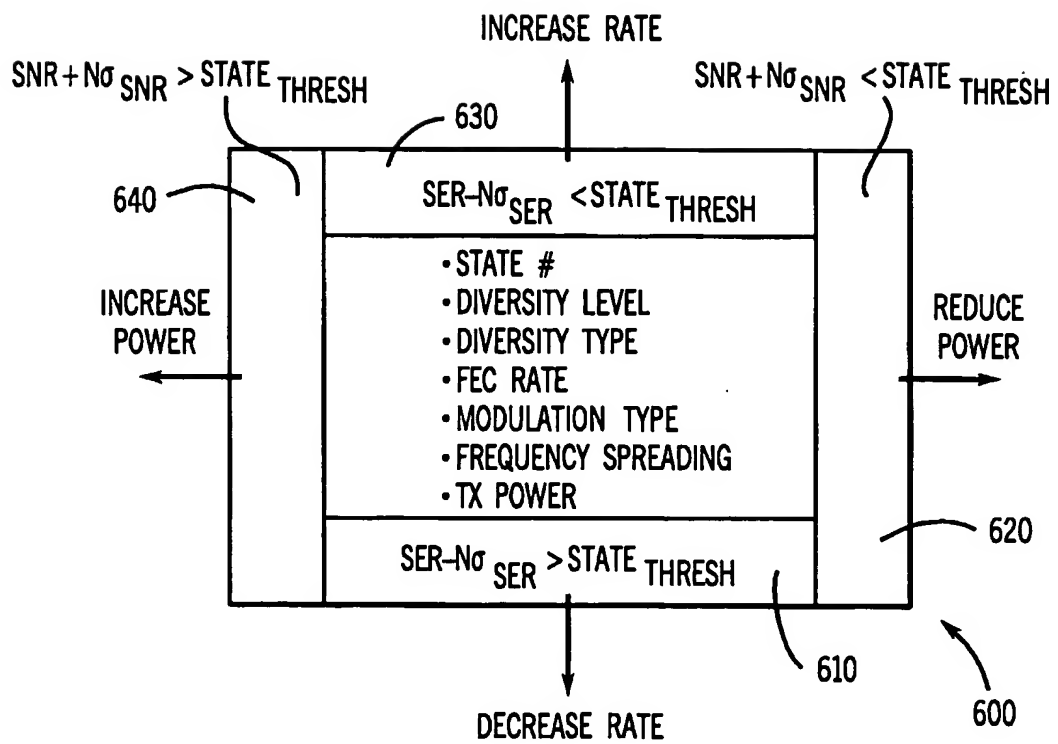 INCREASE RATE
SNR+Nσ SNR > STATE THRESH
SNR+Nσ SNR < STATE THRESH
630
640
SER–Nσ SER < STATE THRESH
• STATE #
• DIVERSITY LEVEL
• DIVERSITY TYPE
• FEC RATE
• MODULATION TYPE
• FREQUENCY SPREADING
• TX POWER
INCREASE
POWER
REDUCE
POWER
620
SER–Nσ SER > STATE THRESH
610
600
DECREASE RATE